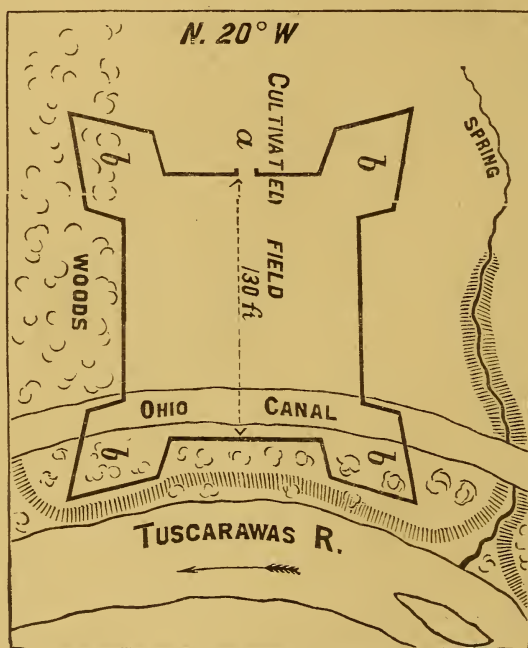 N. 20° W
CULTIVATED FIELD
a
b
b
SPRING
WOODS
130 ft
OHIO CANAL
b
b
TUSCARAWAS R.